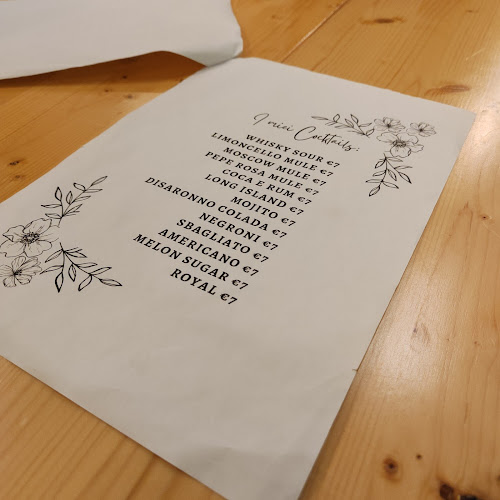 I miei Cocktails:
WHISKY SOUR €7
LIMONCELLO MULE €7
MOSCOW MULE €7
PEPE ROSA MULE €7
COCA E RUM €7
LONG ISLAND €7
MOJITO €7
DISARONNO COLADA €7
NEGRONI €7
SBAGLIATO €7
AMERICANO €7
MELON SUGAR €7
ROYAL €7